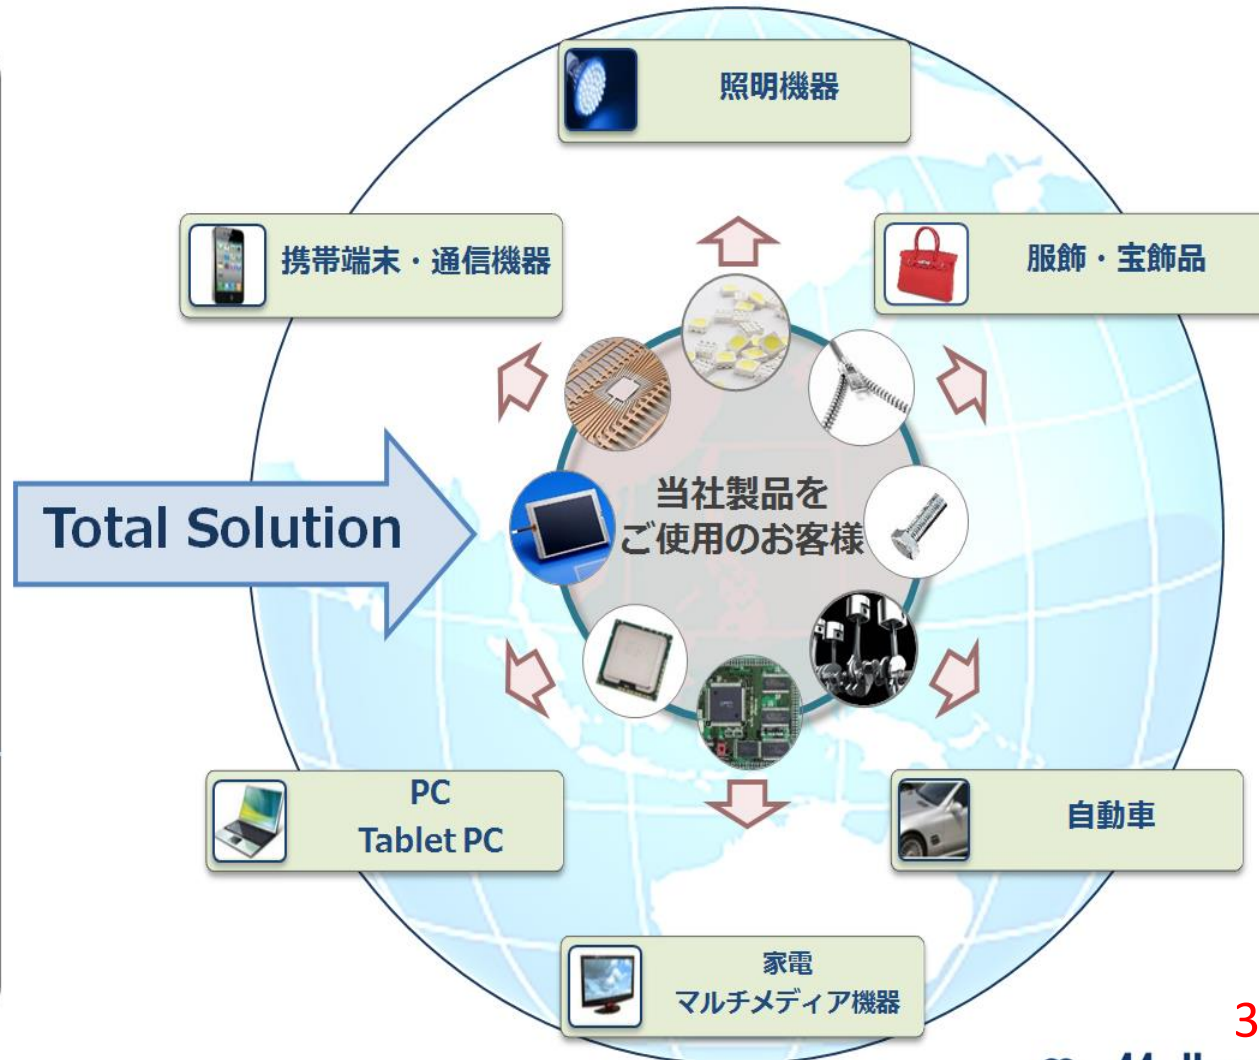 照明機器
携帯端末・通信機器
服飾・宝飾品
当社製品を
ご使用のお客様
Total Solution
PC
Tablet PC
自動車
家電
マルチメディア機器
3